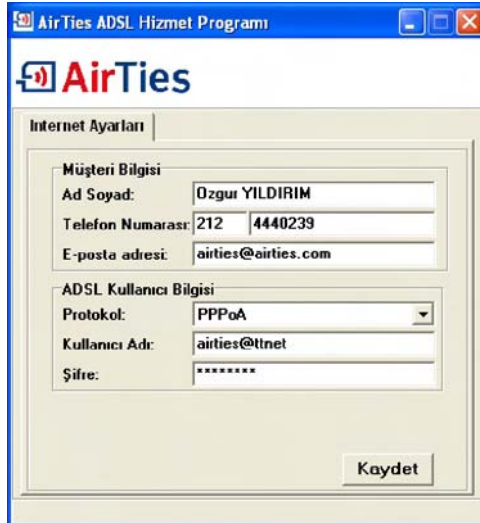 AirTies ADSL Hizmet Programı
AirTies
Internet Ayarları
Müşteri Bilgisi
Ad Soyad: Ozgur YILDIRIM
Telefon Numarası: 212 4440239
E-posta adresi: airties@airties.com
ADSL Kullanıcı Bilgisi
Protokol: PPPoA
Kullanıcı Adı: airties@ttnet
Şifre: ********
Kaydet